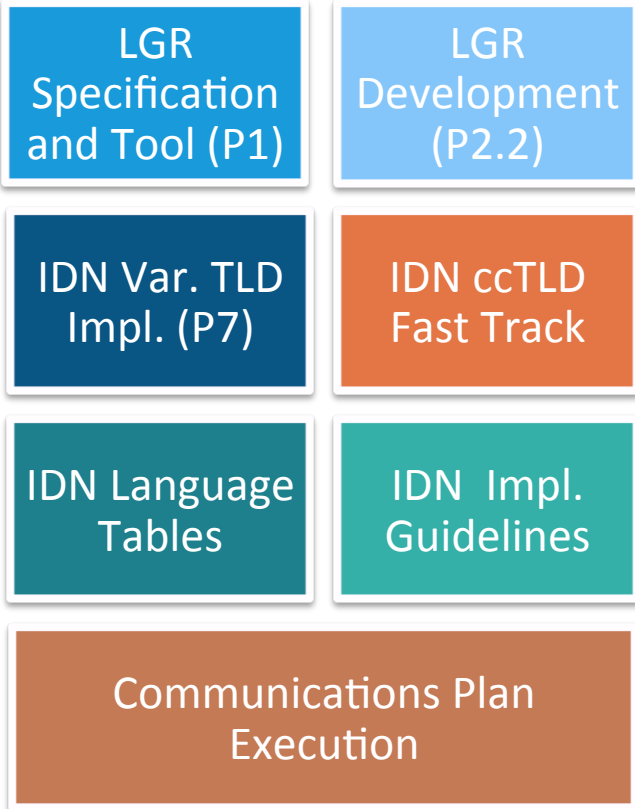 LGR
Specification
and Tool (P1)
LGR
Development
(P2.2)
IDN Var. TLD
Impl. (P7)
IDN ccTLD
Fast Track
IDN Language
Tables
IDN Impl.
Guidelines
Communications Plan
Execution